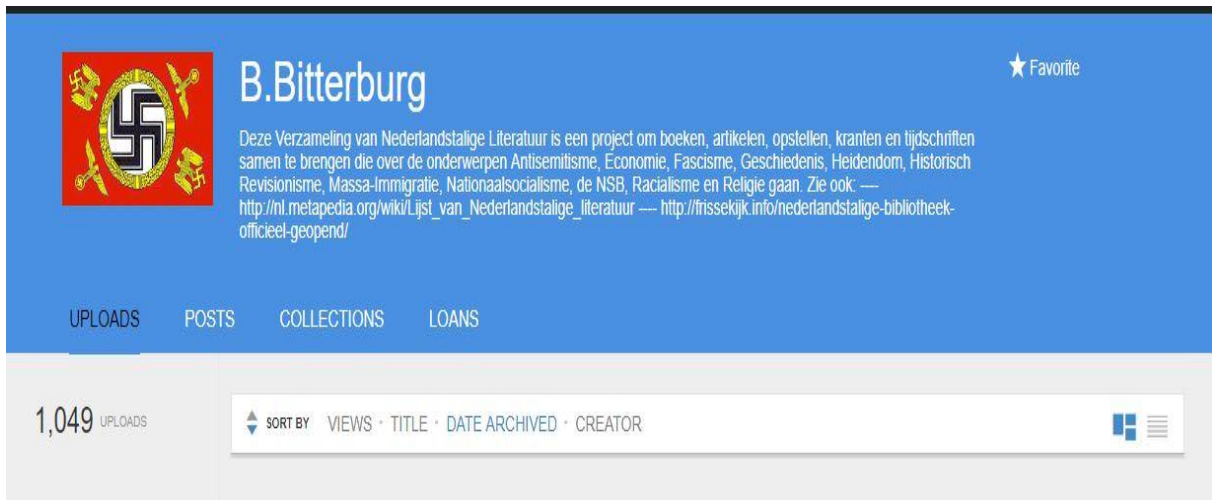 B.Bitterburg
Favorite
Deze Verzameling van Nederlandstalige Literatuur is een project om boeken, artikelen, opstellen, kranten en tijdschriften
samen te brengen die over de onderwerpen Antisemitisme, Economie, Fascisme, Geschiedenis, Heidendom, Historisch
Revisionisme, Massa-Immigratie, Nationaalsocialisme, de NSB, Racialisme en Religie gaan. Zie ook: ----
http://nl.metapedia.org/wiki/Lijst_van_Nederlandstalige_literatuur ---- http://frissekijk.info/nederlandstalige-bibliotheek-
officieel-geopend/
UPLOADS POSTS COLLECTIONS LOANS
1,049 UPLOADS
SORT BY VIEWS · TITLE · DATE ARCHIVED · CREATOR